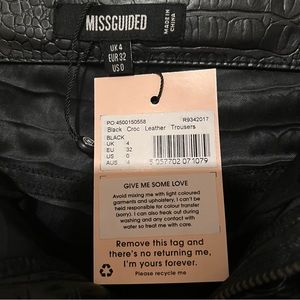 MISSGUIDED
MADE IN
CHINA
UK 4
EUR 32
US 0
PO:4500150558 R9342017
Black Croc Leather Trousers
BLACK
UK 4
EU 32
US 0
AUS 4
5 057702 071079
GIVE ME SOME LOVE
Avoid mixing me with light coloured
garments and upholstery, I can't be
held responsible for colour transfer
(sorry). I can also freak out during
washing and any contact with
water so treat me with care.
Remove this tag and
there's no returning me,
I'm yours forever.
Please recycle me